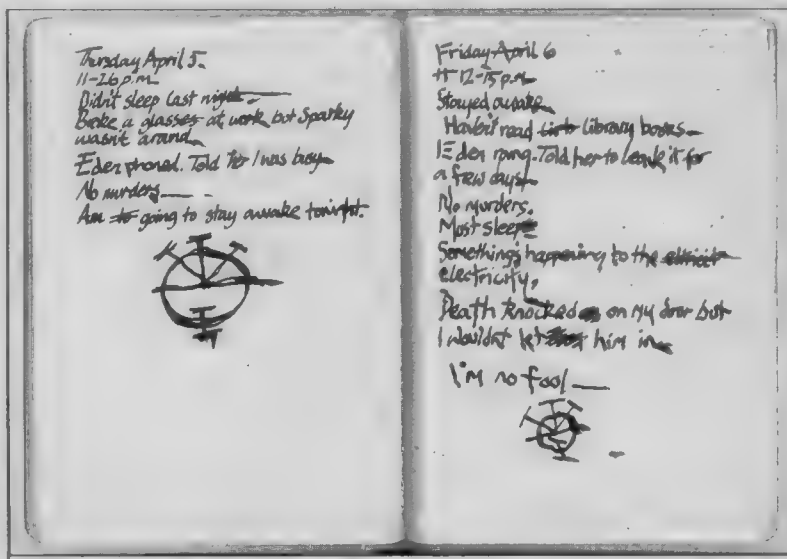 Thursday April 5.
11-26 p.m.
Didn't sleep last night.
Broke a glasses at work but Sparky
wasn't around.
Eden phoned. Told her I was busy.
No murders.
Am to going to stay awake tonight.
Friday April 6
11 12-15 p.m.
Stayed awake.
Haven't read library books.
Eden rang. Told her to leave it for
a few days.
No murders.
Most sleep
Something's happening to the
electricity.
Death knocked on my door but
I wouldn't let him in.
I'm no fool